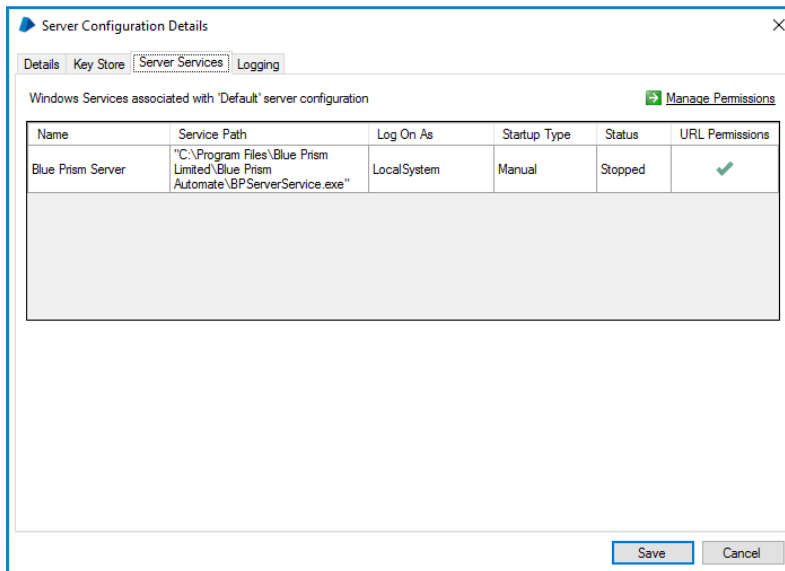 Server Configuration Details
Details Key Store Server Services Logging
Windows Services associated with 'Default' server configuration Manage Permissions
Name Service Path Log On As Startup Type Status URL Permissions
"C:\Program Files\Blue Prism
Blue Prism Server Limited\Blue Prism LocalSystem Manual Stopped
Automate\BPServerService.exe"
Save Cancel